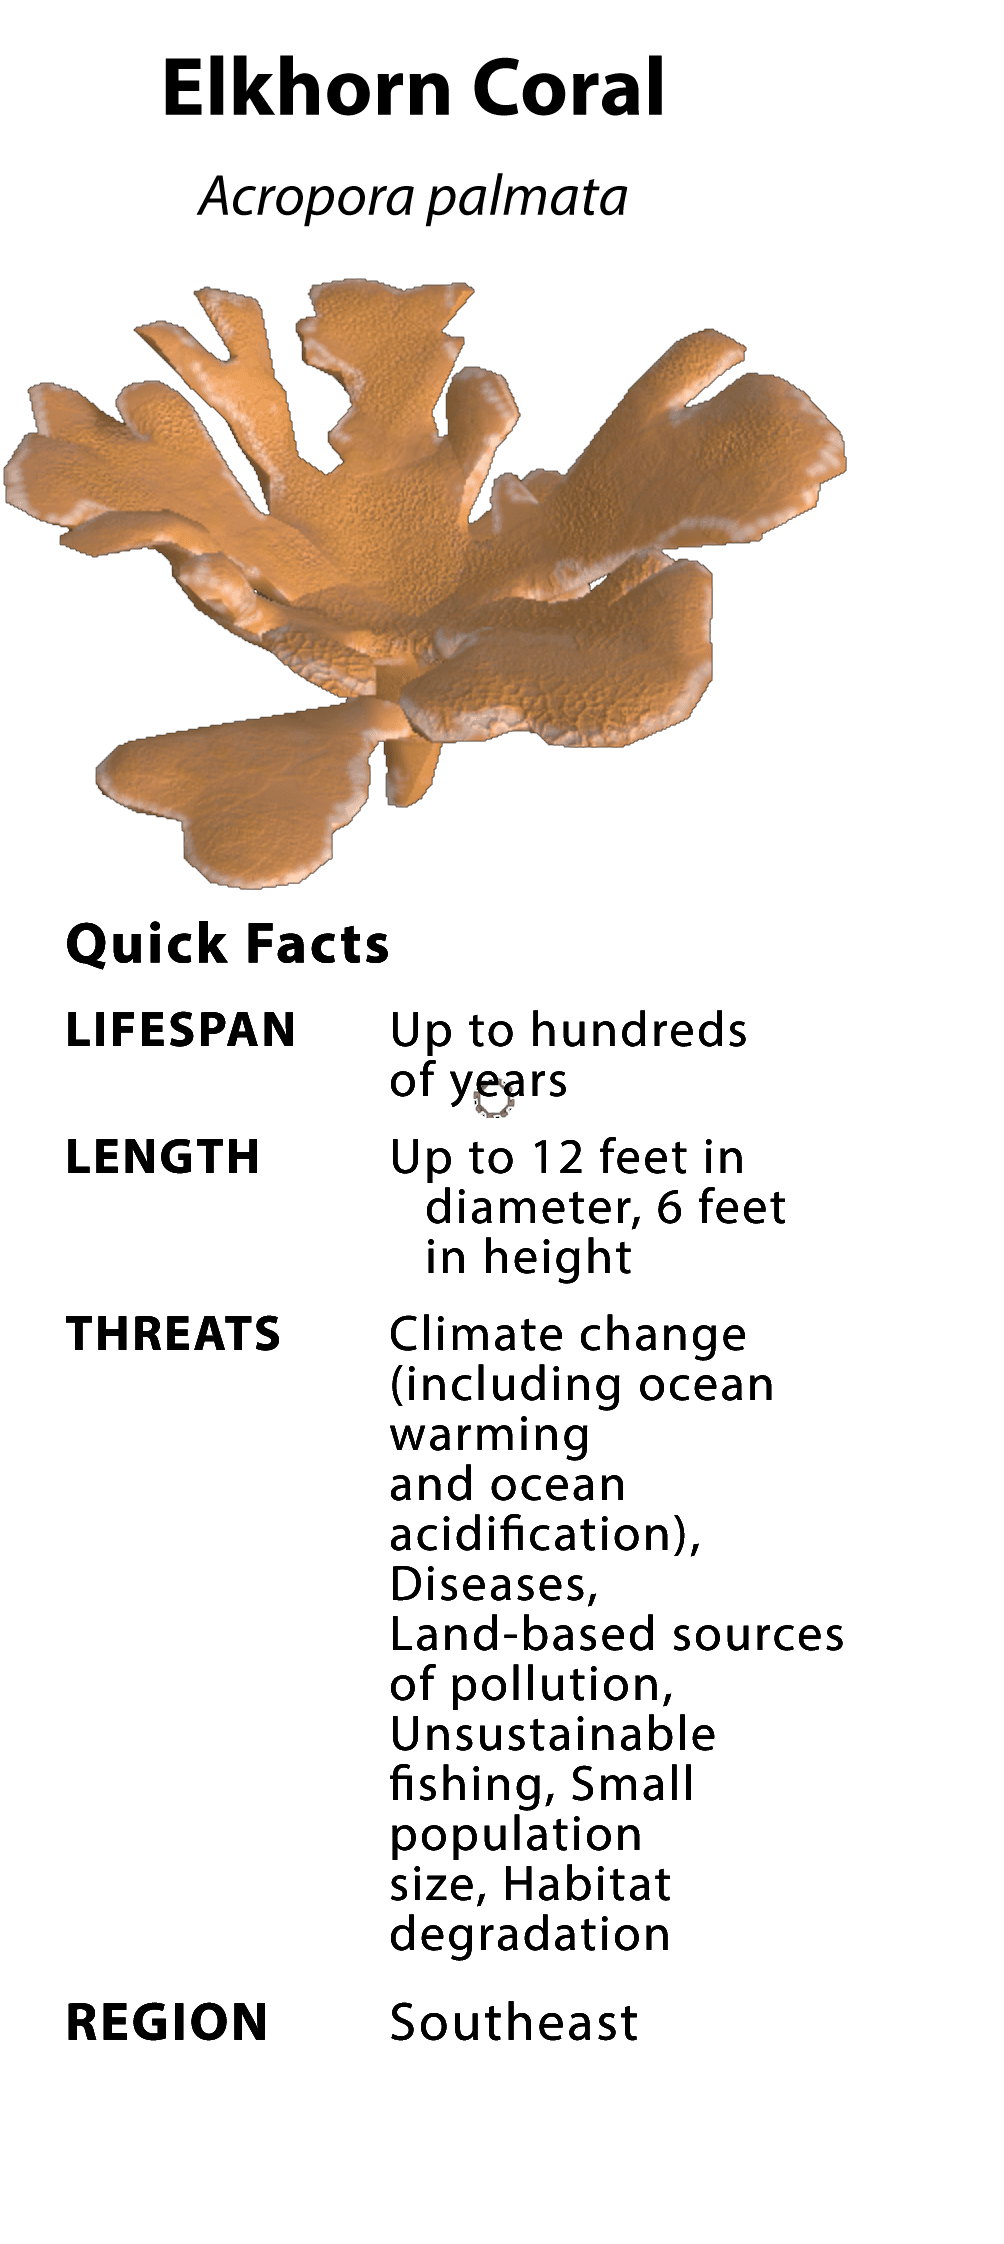 Elkhorn Coral
Acropora palmata
Quick Facts
LIFESPAN Up to hundreds
of years
LENGTH Up to 12 feet in
diameter, 6 feet
in height
THREATS Climate change
(including ocean
warming
and ocean
acidification),
Diseases,
Land-based sources
of pollution,
Unsustainable
fishing, Small
population
size, Habitat
degradation
REGION Southeast